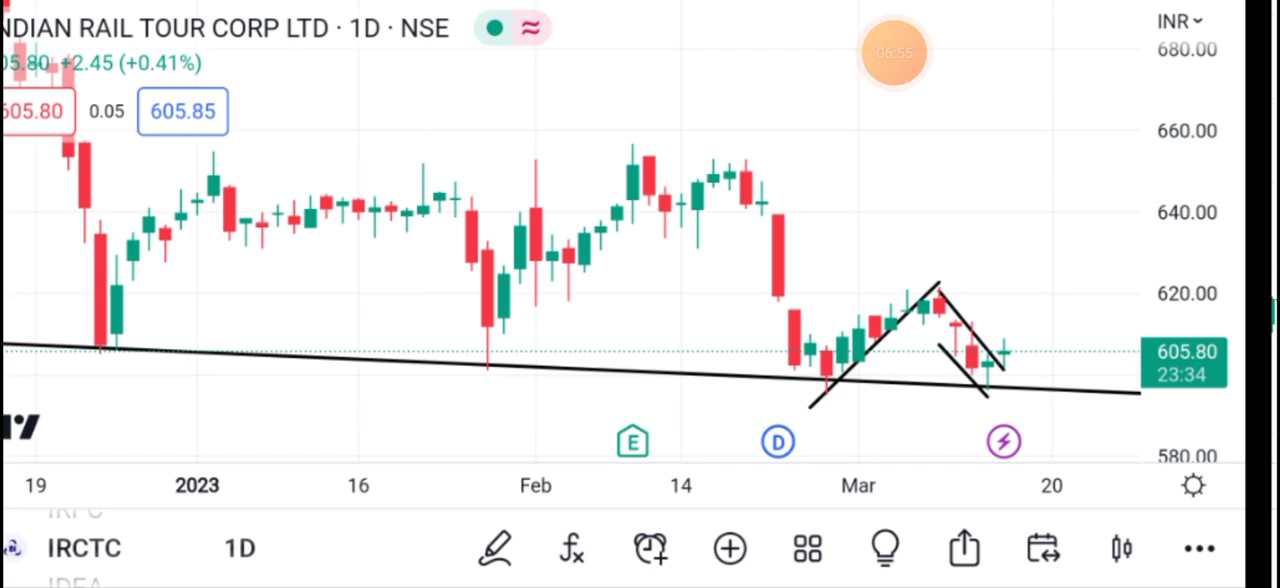 NDIAN RAIL TOUR CORP LTD · 1D · NSE
INR
680.00
05.80 +2.45 (+0.41%)
06:55
605.80
0.05
605.85
660.00
640.00
620.00
605.80
23:34
580.00
E
D
19
2023
16
Feb
14
Mar
20
IRFC
IRCTC
1D
IDEA